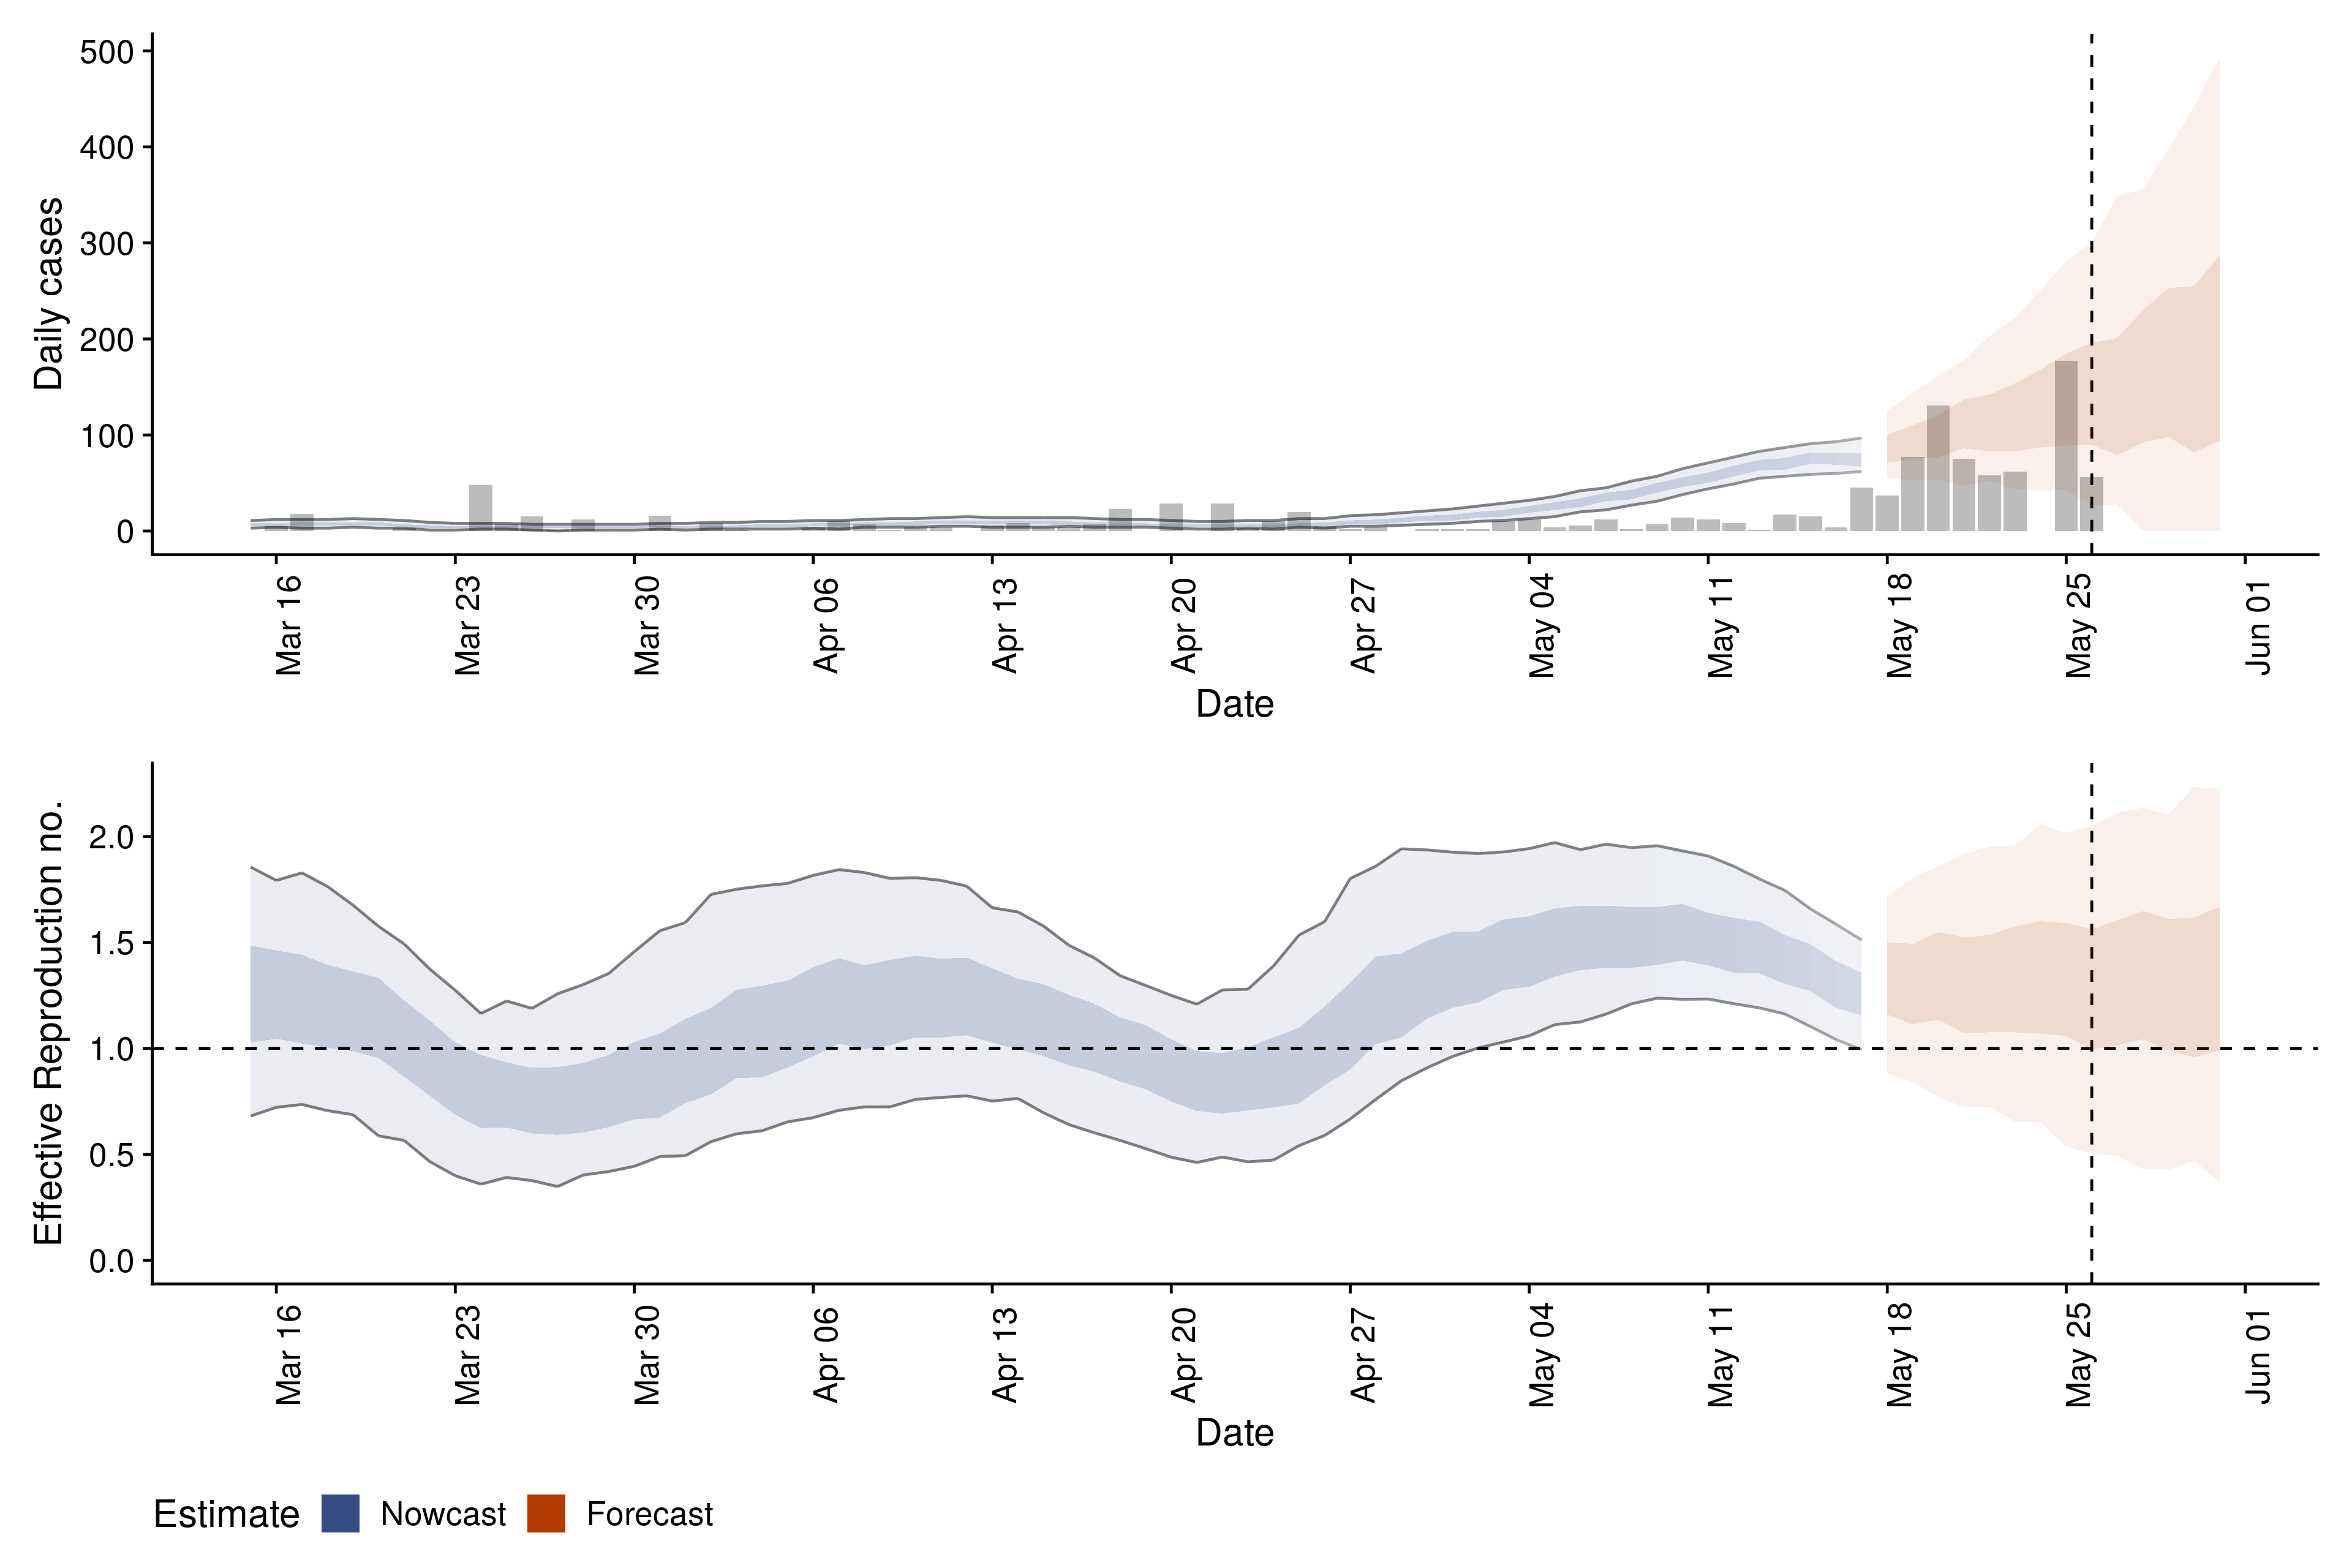 500
400
300
200
100
0
Daily cases
Mar 16
Mar 23
Mar 30
Apr 06
Apr 13
Apr 20
Apr 27
May 04
May 11
May 18
May 25
Jun 01
Date
2.0
1.5
1.0
0.5
0.0
Effective Reproduction no.
Mar 16
Mar 23
Mar 30
Apr 06
Apr 13
Apr 20
Apr 27
May 04
May 11
May 18
May 25
Jun 01
Date
Estimate Nowcast Forecast